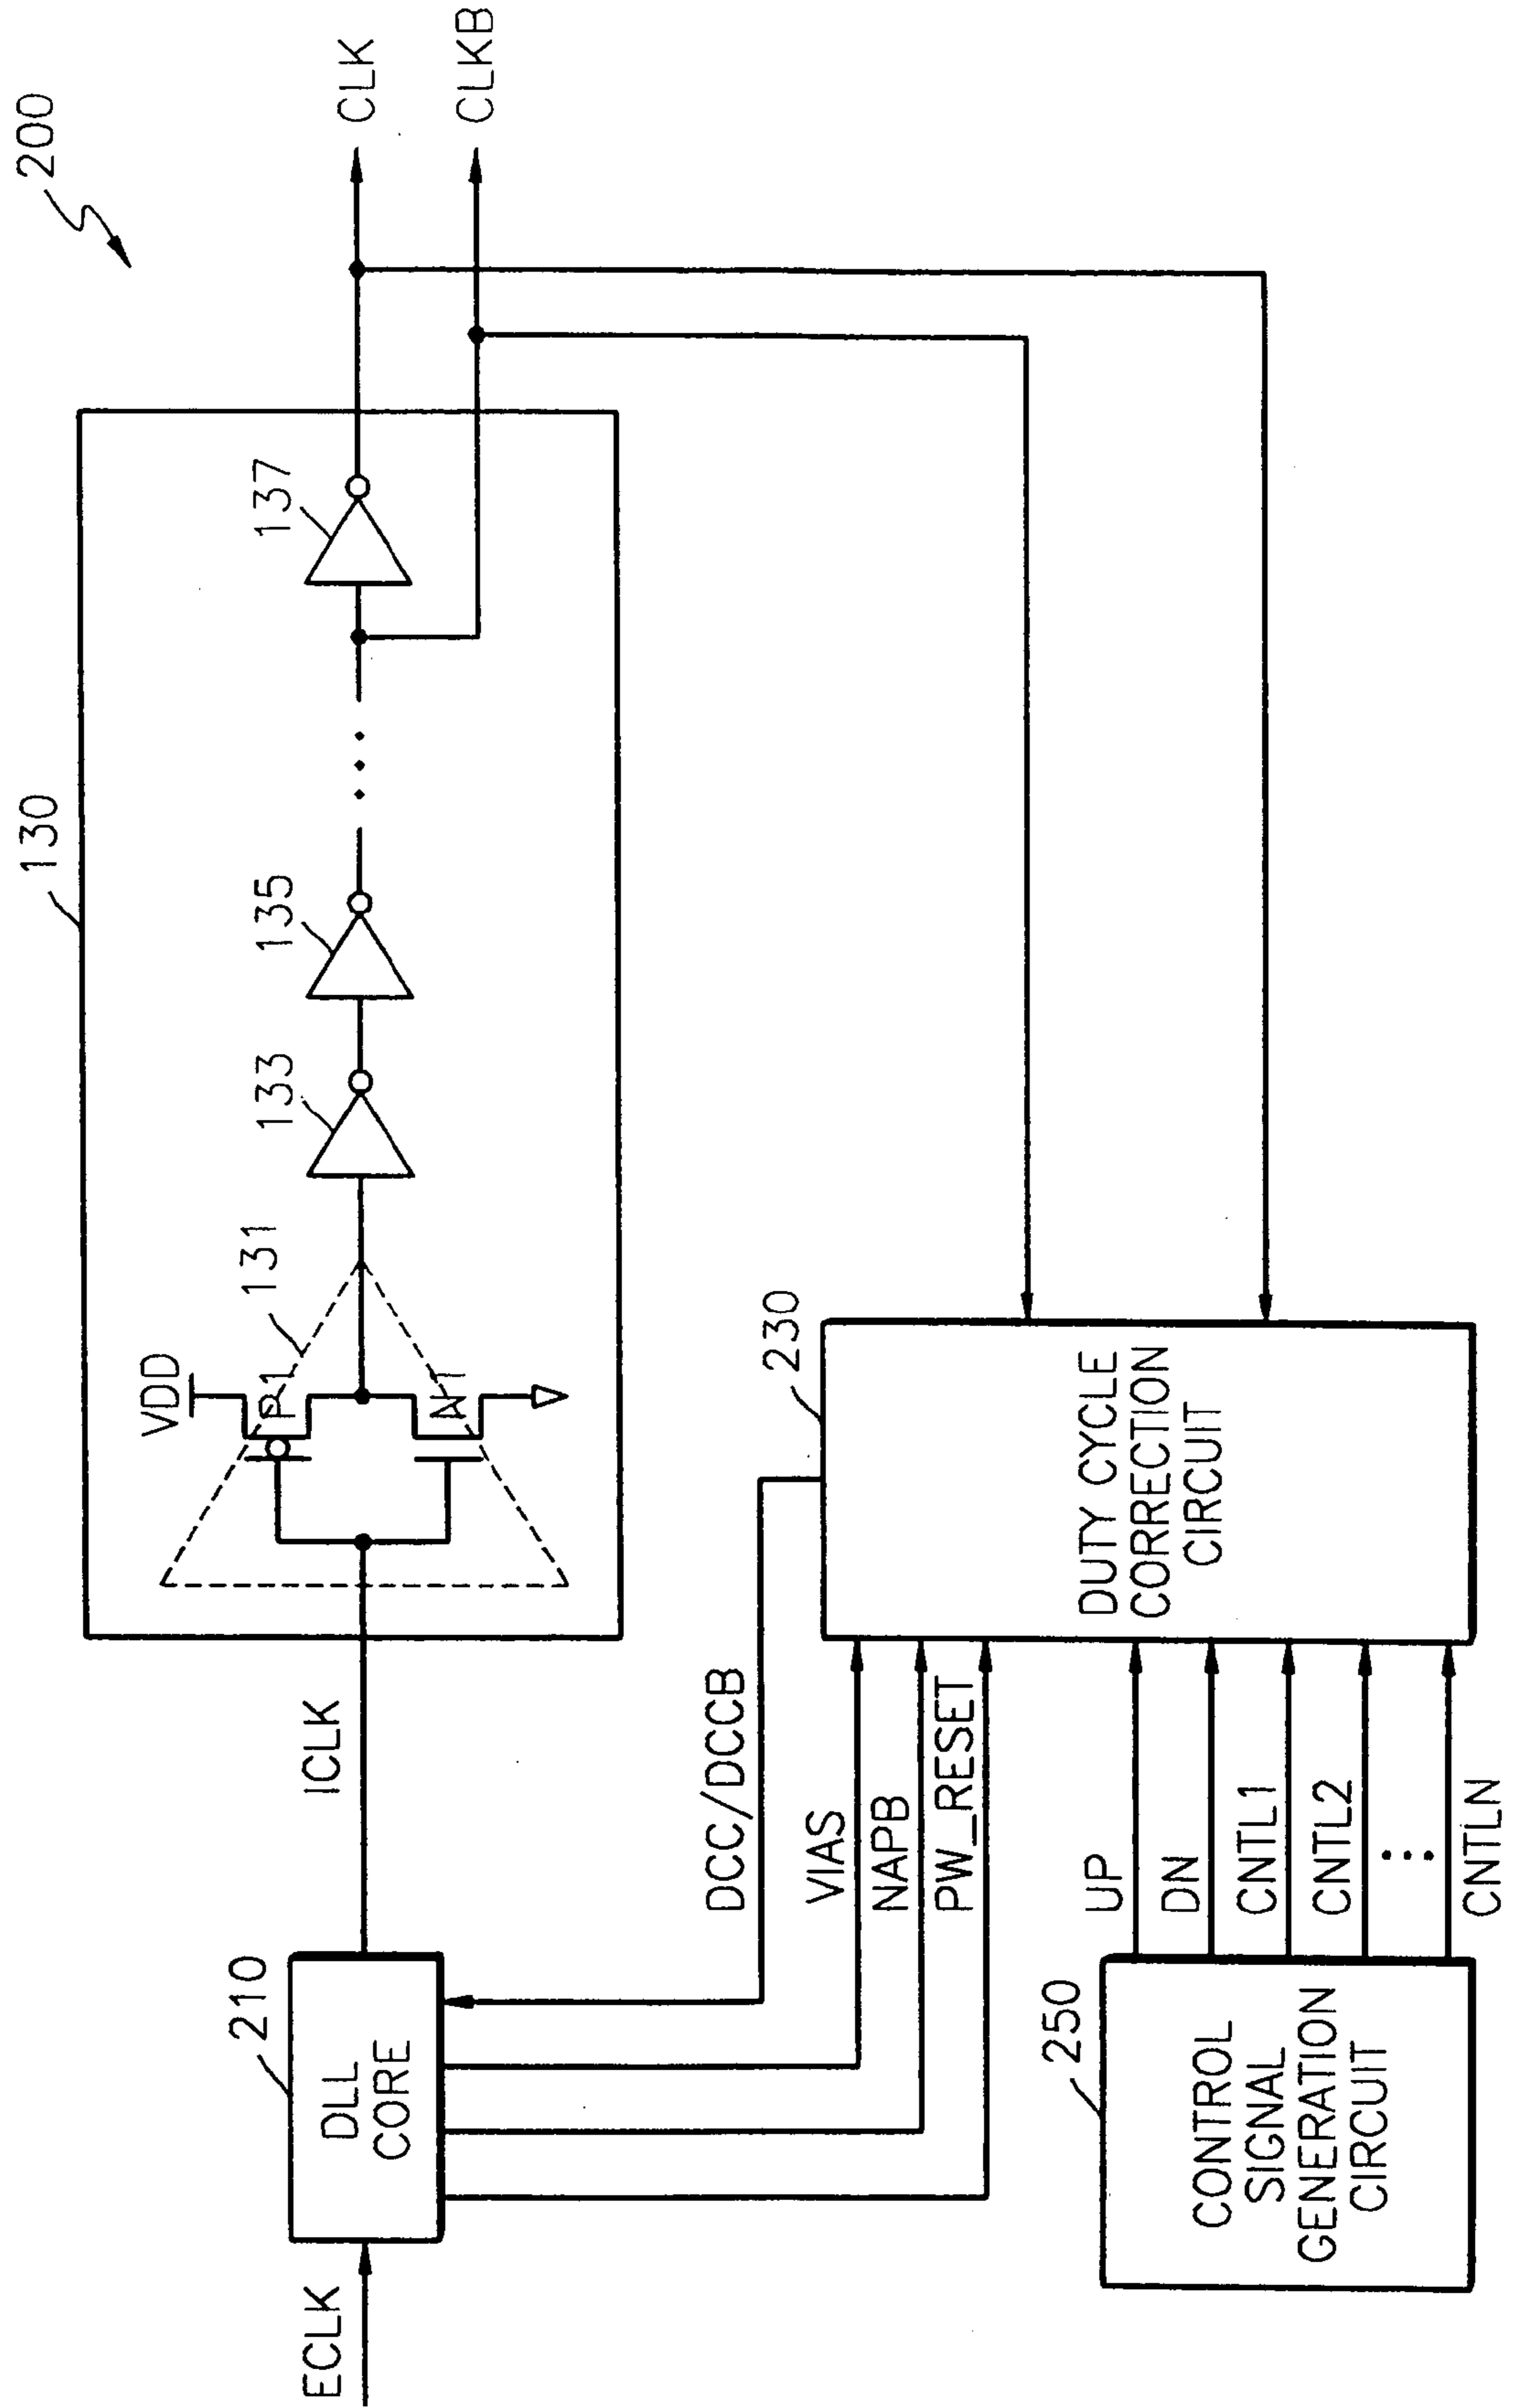 200
130
VDD
P1
N1
131
133
135
137
CLK
CLKB
ECLK
210
DLL
CORE
ICLK
DCC/DCCB
VIAS
NAPB
PW_RESET
230
DUTY CYCLE
CORRECTION
CIRCUIT
250
CONTROL
SIGNAL
GENERATION
CIRCUIT
UP
DN
CNTL1
CNTL2
⋮
CNTLN